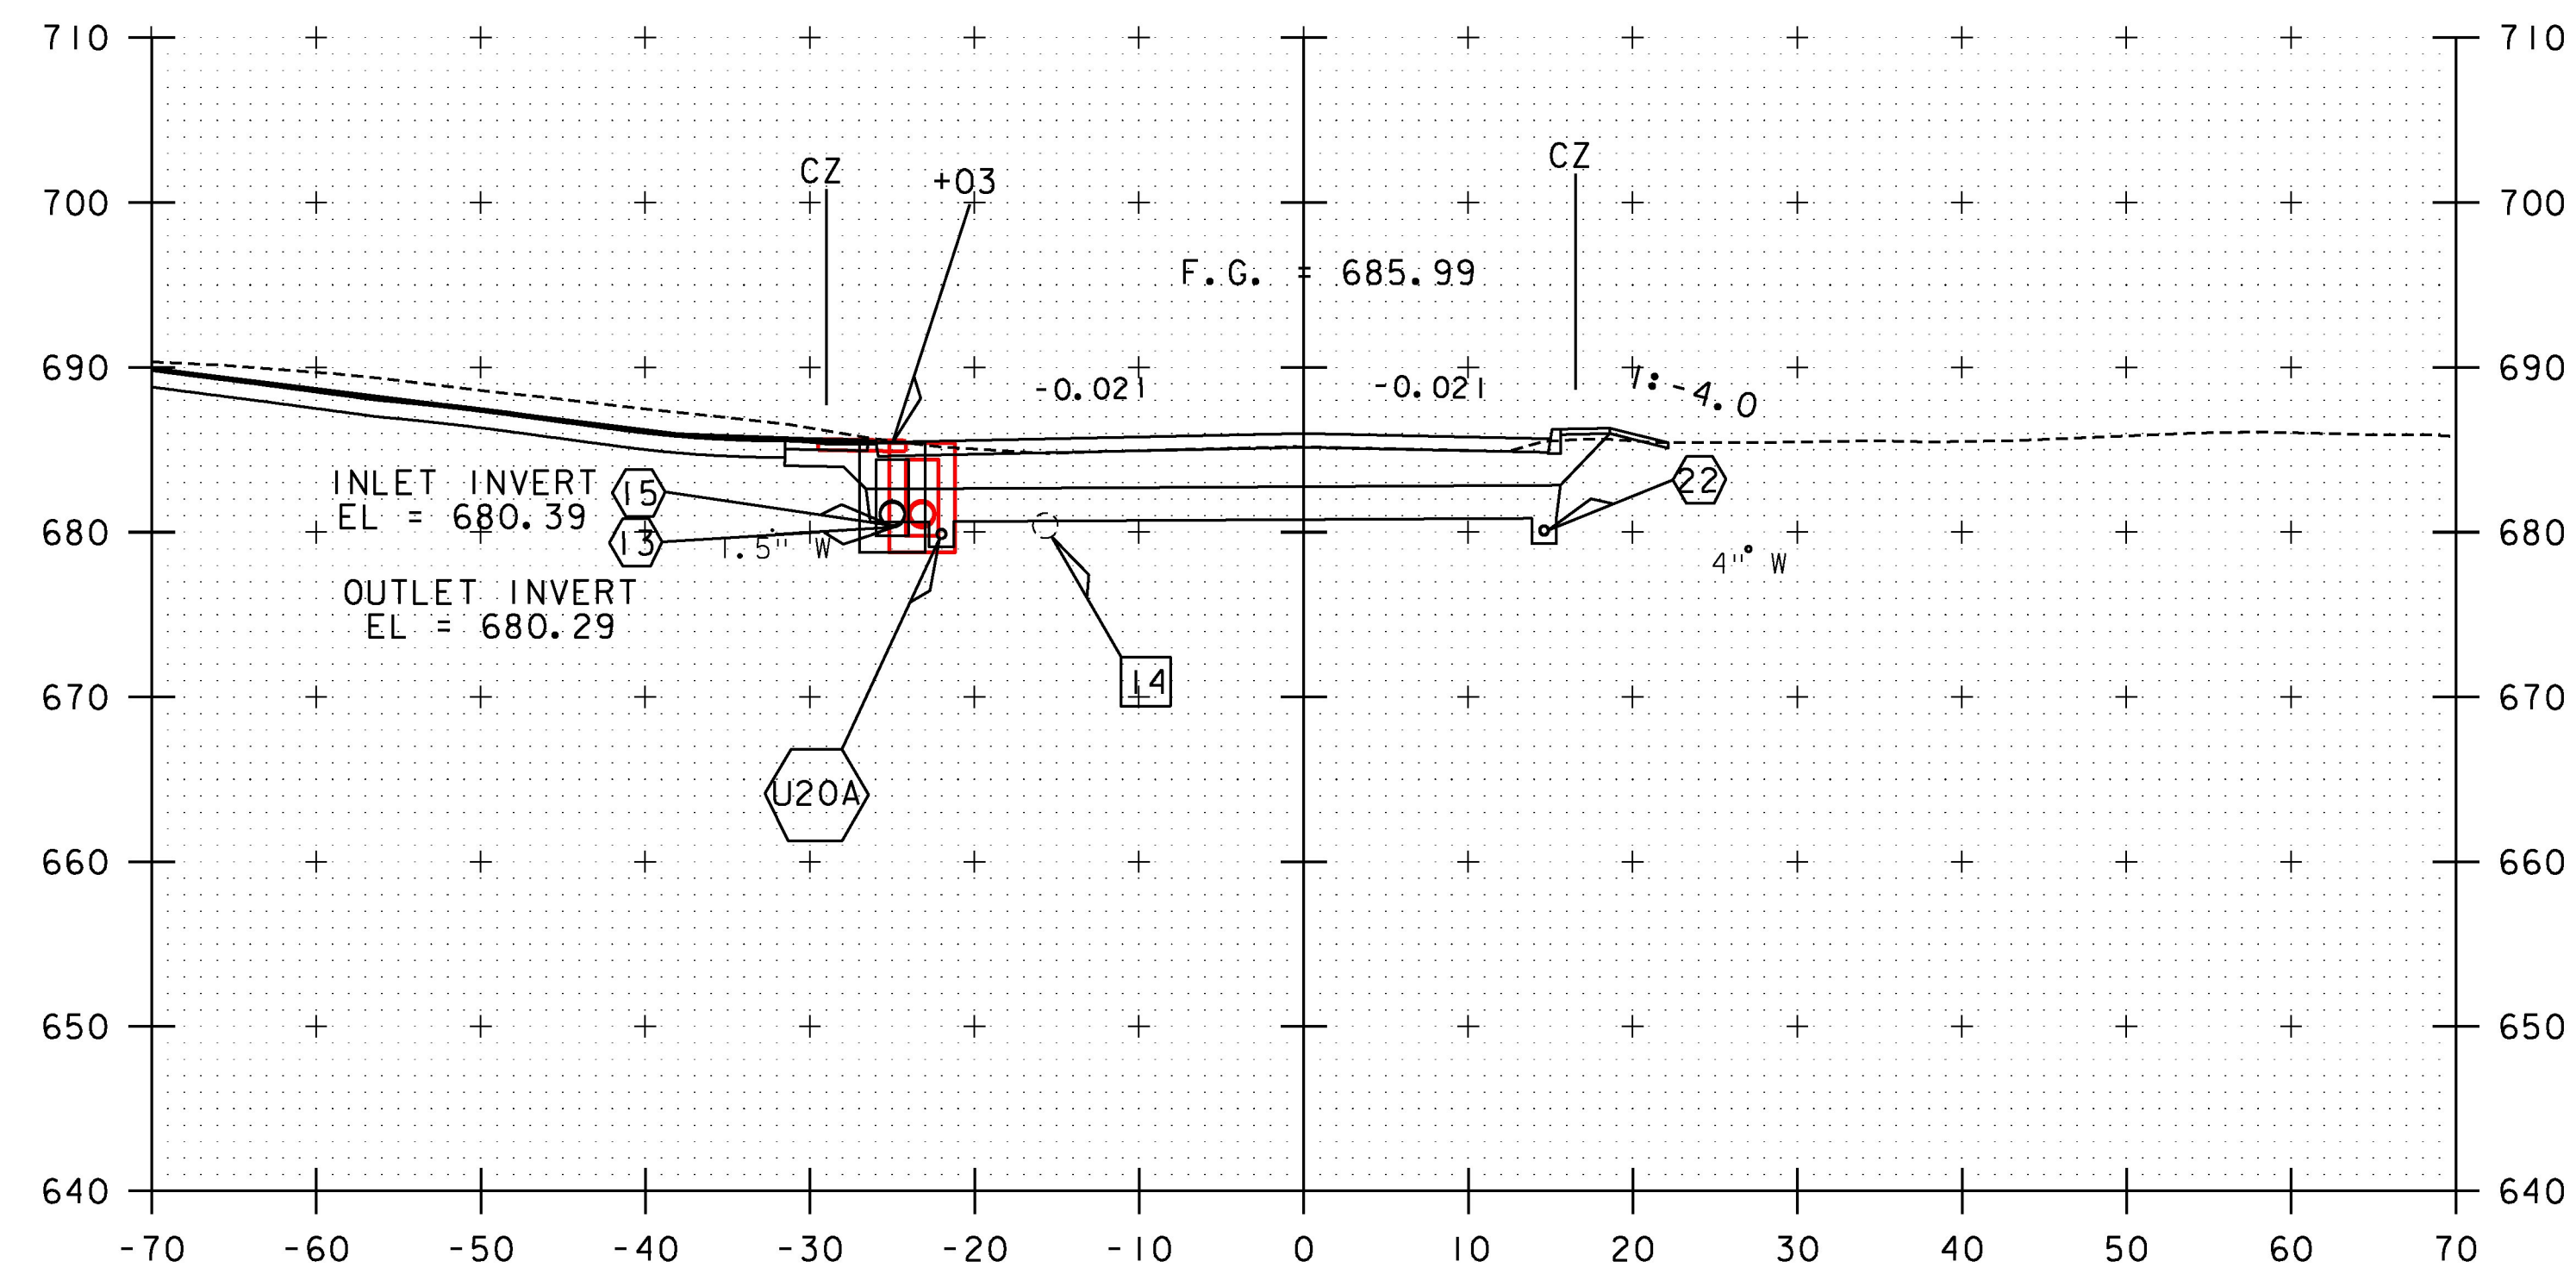 710 710
CZ
CZ
+03
700 700
F.G. = 685.99
690 690
-0.021 -0.021 1:-4.0
INLET INVERT
EL = 680.39
15
22
13
1.5" W
680 680
4" W
OUTLET INVERT
EL = 680.29
14
670 670
U20A
660 660
650 650
640 640
-70 -60 -50 -40 -30 -20 -10 0 10 20 30 40 50 60 70